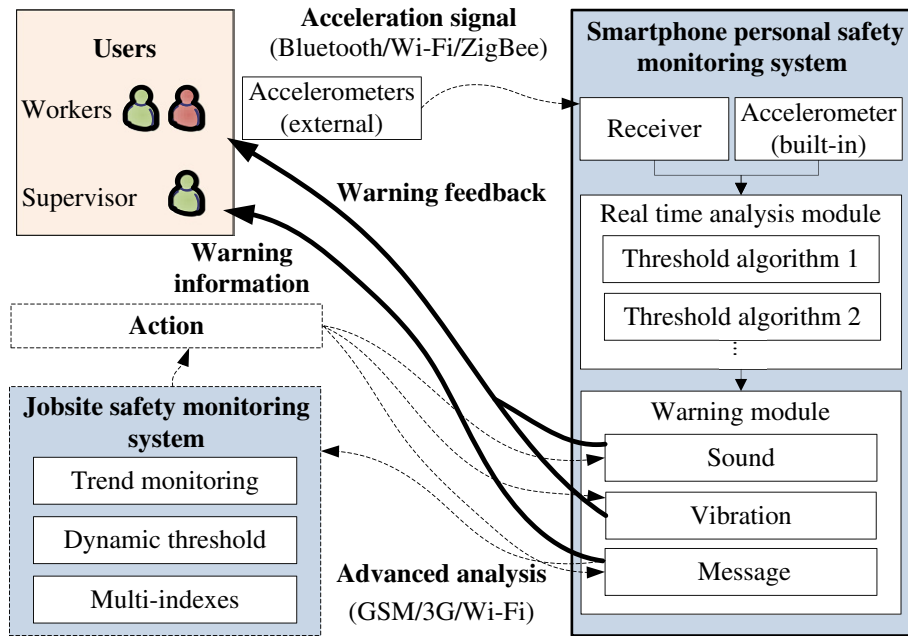 Users
Workers
Supervisor
Acceleration signal
(Bluetooth/Wi-Fi/ZigBee)
Accelerometers
(external)
Smartphone personal safety
monitoring system
Receiver
Accelerometer
(built-in)
Real time analysis module
Threshold algorithm 1
Threshold algorithm 2
...
Warning module
Sound
Vibration
Message
Warning feedback
Warning
information
Action
Jobsite safety monitoring
system
Trend monitoring
Dynamic threshold
Multi-indexes
Advanced analysis
(GSM/3G/Wi-Fi)